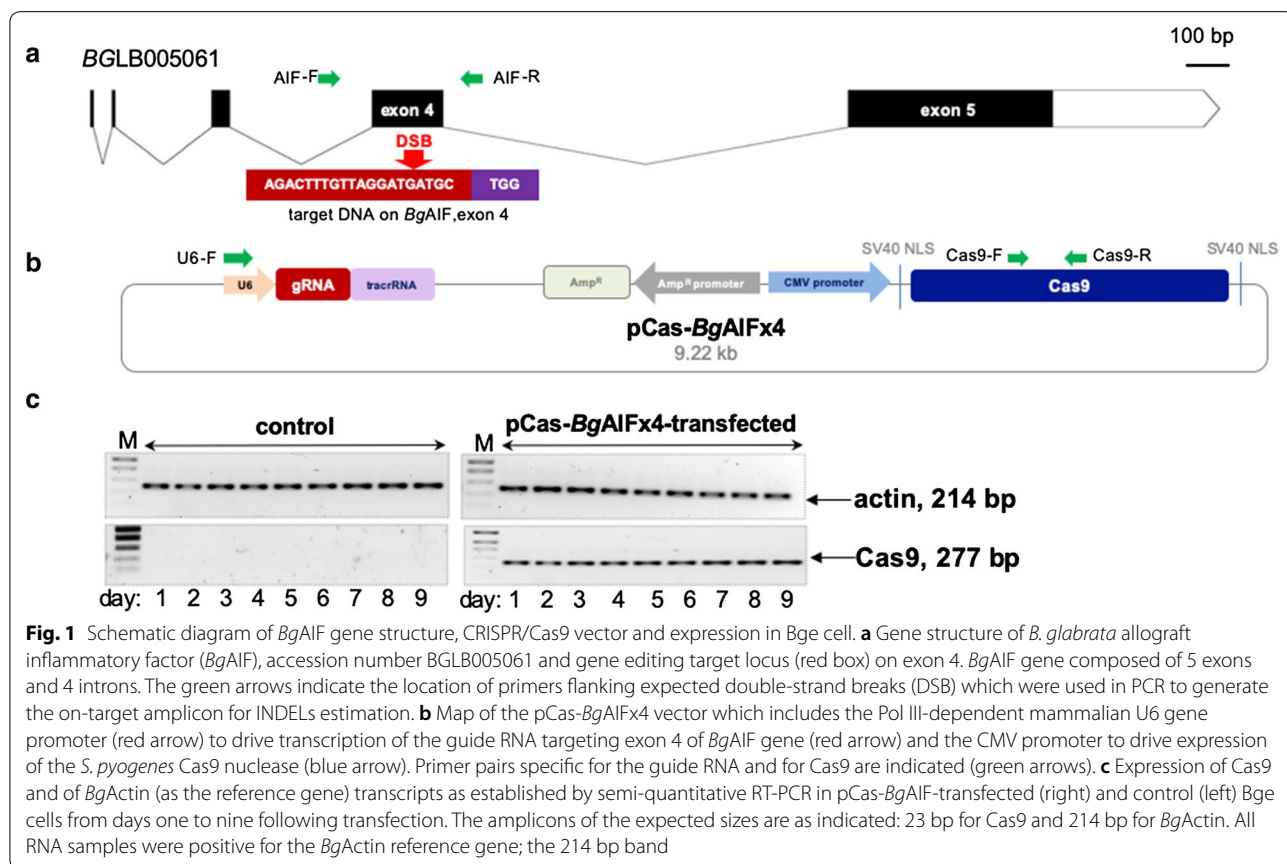 a
100 bp
BGLB005061
AIF-F
AIF-R
exon 4
exon 5
DSB
AGACTTTGTTAGGATGATGC TGG
target DNA on BgAIF,exon 4
b
U6-F
SV40 NLS
Cas9-F
Cas9-R
SV40 NLS
U6
gRNA
tracrRNA
AmpR
AmpR promoter
CMV promoter
Cas9
pCas-BgAIFx4
9.22 kb
c
control
pCas-BgAIFx4-transfected
M
M
actin, 214 bp
Cas9, 277 bp
day: 1 2 3 4 5 6 7 8 9
day: 1 2 3 4 5 6 7 8 9
Fig. 1 Schematic diagram of BgAIF gene structure, CRISPR/Cas9 vector and expression in Bge cell. a Gene structure of B. glabrata allograft
inflammatory factor (BgAIF), accession number BGLB005061 and gene editing target locus (red box) on exon 4. BgAIF gene composed of 5 exons
and 4 introns. The green arrows indicate the location of primers flanking expected double-strand breaks (DSB) which were used in PCR to generate
the on-target amplicon for INDELs estimation. b Map of the pCas-BgAIFx4 vector which includes the Pol III-dependent mammalian U6 gene
promoter (red arrow) to drive transcription of the guide RNA targeting exon 4 of BgAIF gene (red arrow) and the CMV promoter to drive expression
of the S. pyogenes Cas9 nuclease (blue arrow). Primer pairs specific for the guide RNA and for Cas9 are indicated (green arrows). c Expression of Cas9
and of BgActin (as the reference gene) transcripts as established by semi-quantitative RT-PCR in pCas-BgAIF-transfected (right) and control (left) Bge
cells from days one to nine following transfection. The amplicons of the expected sizes are as indicated: 23 bp for Cas9 and 214 bp for BgActin. All
RNA samples were positive for the BgActin reference gene; the 214 bp band